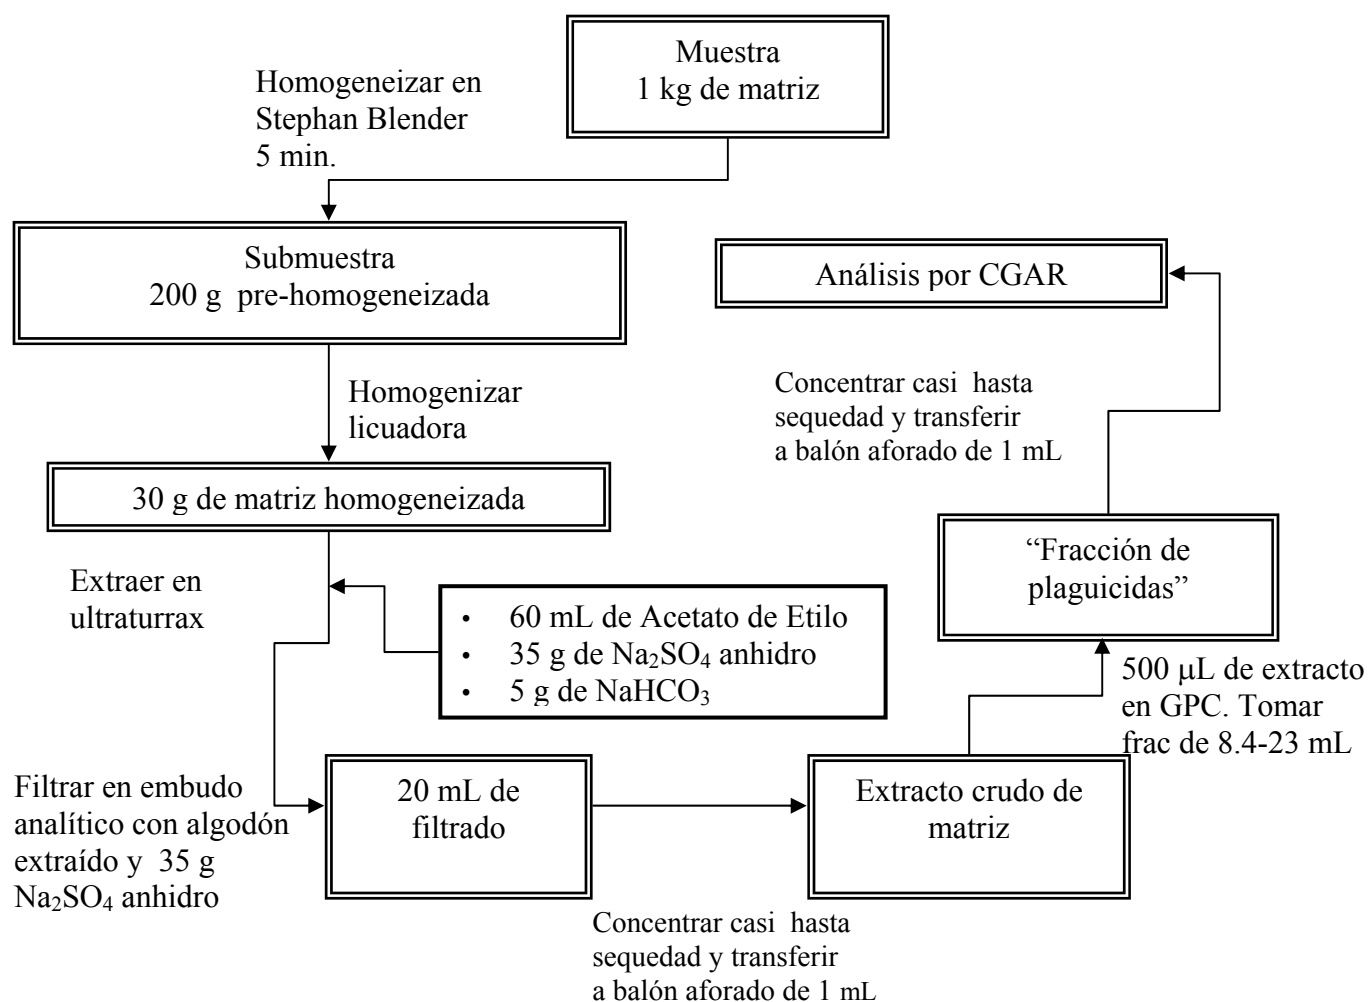 Muestra
1 kg de matriz
Homogeneizar en
Stephan Blender
5 min.
Submuestra
200 g  pre-homogeneizada
Análisis por CGAR
Homogenizar
licuadora
Concentrar casi  hasta
sequedad y transferir
a balón aforado de 1 mL
30 g de matriz homogeneizada
“Fracción de
plaguicidas”
Extraer en
ultraturrax
• 60 mL de Acetato de Etilo
• 35 g de Na₂SO₄ anhidro
• 5 g de NaHCO₃
500 μL de extracto
en GPC. Tomar
frac de 8.4-23 mL
Filtrar en embudo
analítico con algodón
extraído y  35 g
Na₂SO₄ anhidro
20 mL de
filtrado
Extracto crudo de
matriz
Concentrar casi  hasta
sequedad y transferir
a balón aforado de 1 mL